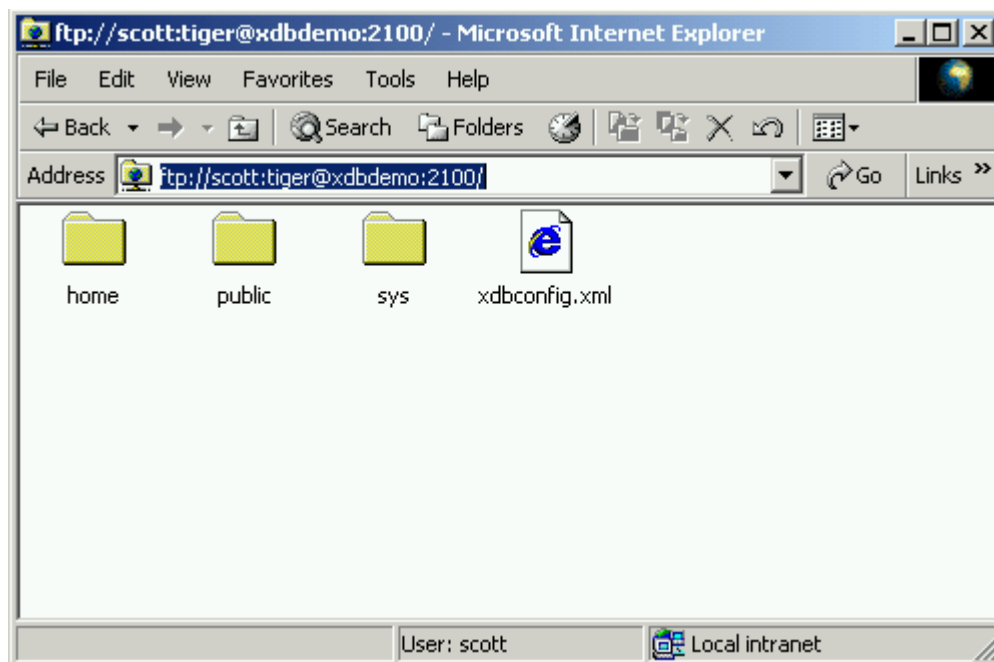 ftp://scott:tiger@xdbdemo:2100/ - Microsoft Internet Explorer
File Edit View Favorites Tools Help
Back Search Folders
Address ftp://scott:tiger@xdbdemo:2100/ Go Links »
home public sys xdbconfig.xml
User: scott Local intranet